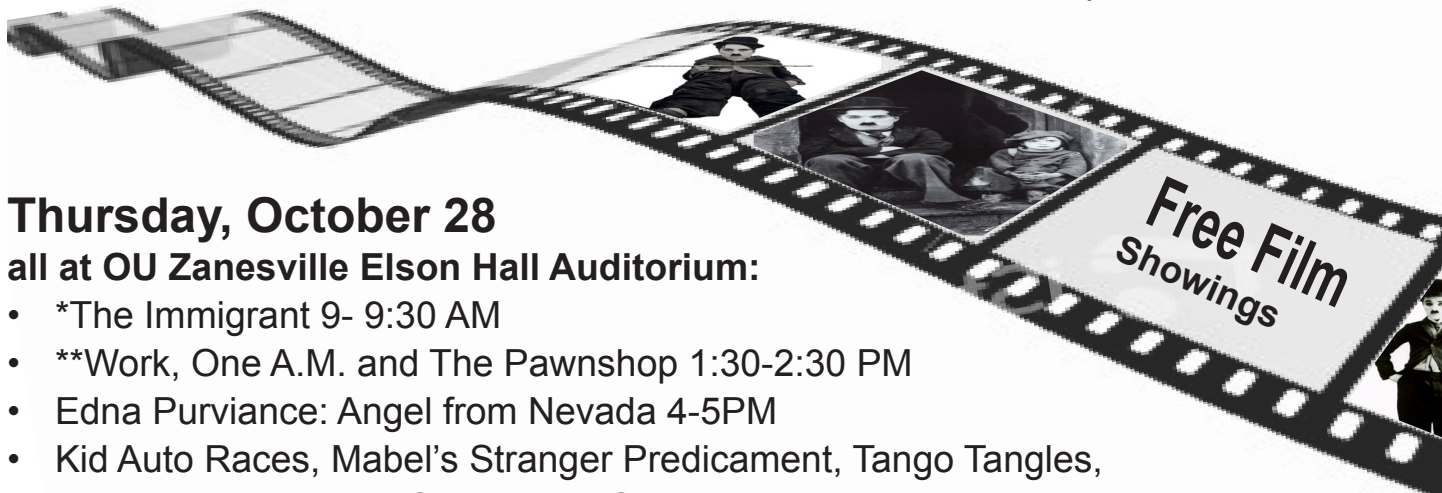 Free Film
Showings
Thursday, October 28
all at OU Zanesville Elson Hall Auditorium:
• *The Immigrant 9- 9:30 AM
• **Work, One A.M. and The Pawnshop 1:30-2:30 PM
• Edna Purviance: Angel from Nevada 4-5PM
• Kid Auto Races, Mabel’s Stranger Predicament, Tango Tangles,